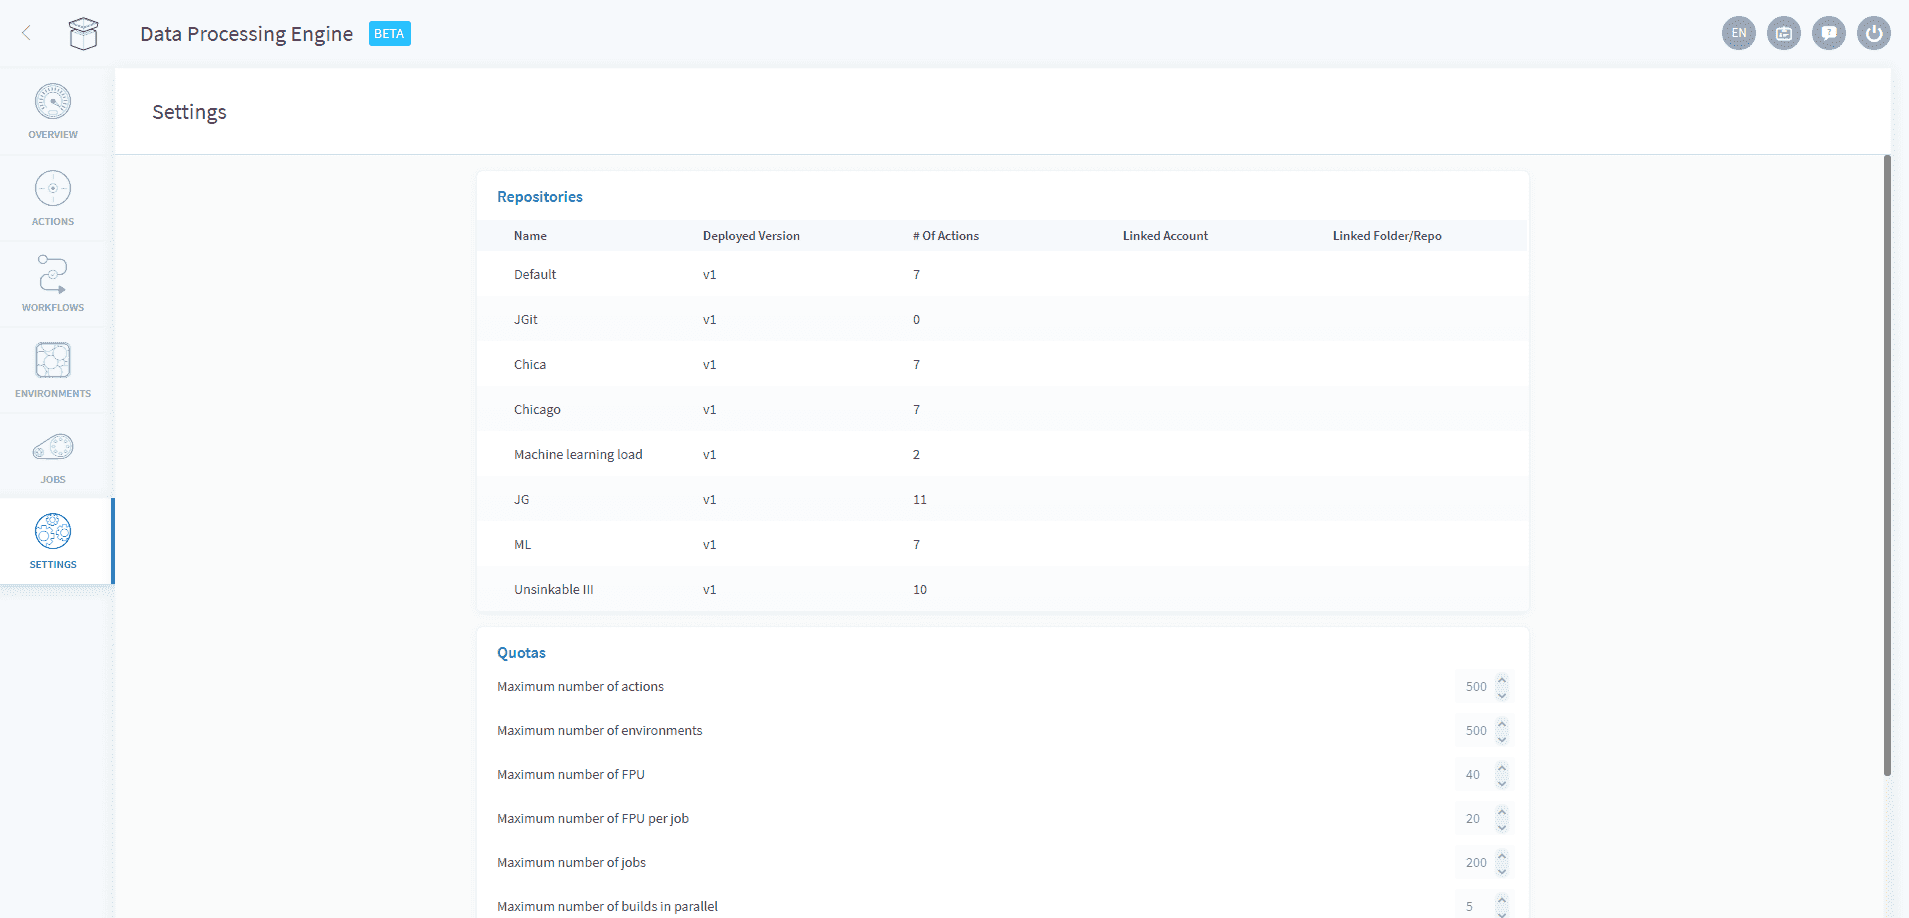 Data Processing Engine BETA EN
OVERVIEW
ACTIONS
WORKFLOWS
ENVIRONMENTS
JOBS
SETTINGS
Settings
Repositories
Name Deployed Version # Of Actions Linked Account Linked Folder/Repo
Default v1 7
JGit v1 0
Chica v1 7
Chicago v1 7
Machine learning load v1 2
JG v1 11
ML v1 7
Unsinkable III v1 10
Quotas
Maximum number of actions 500
Maximum number of environments 500
Maximum number of FPU 40
Maximum number of FPU per job 20
Maximum number of jobs 200
Maximum number of builds in parallel 5